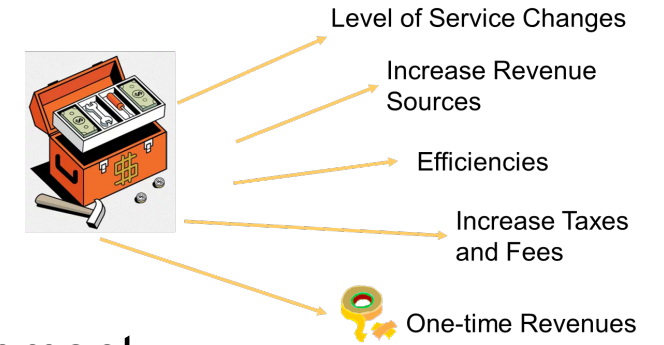 Level of Service Changes
Increase Revenue
Sources
Efficiencies
Increase Taxes
and Fees
One-time Revenues